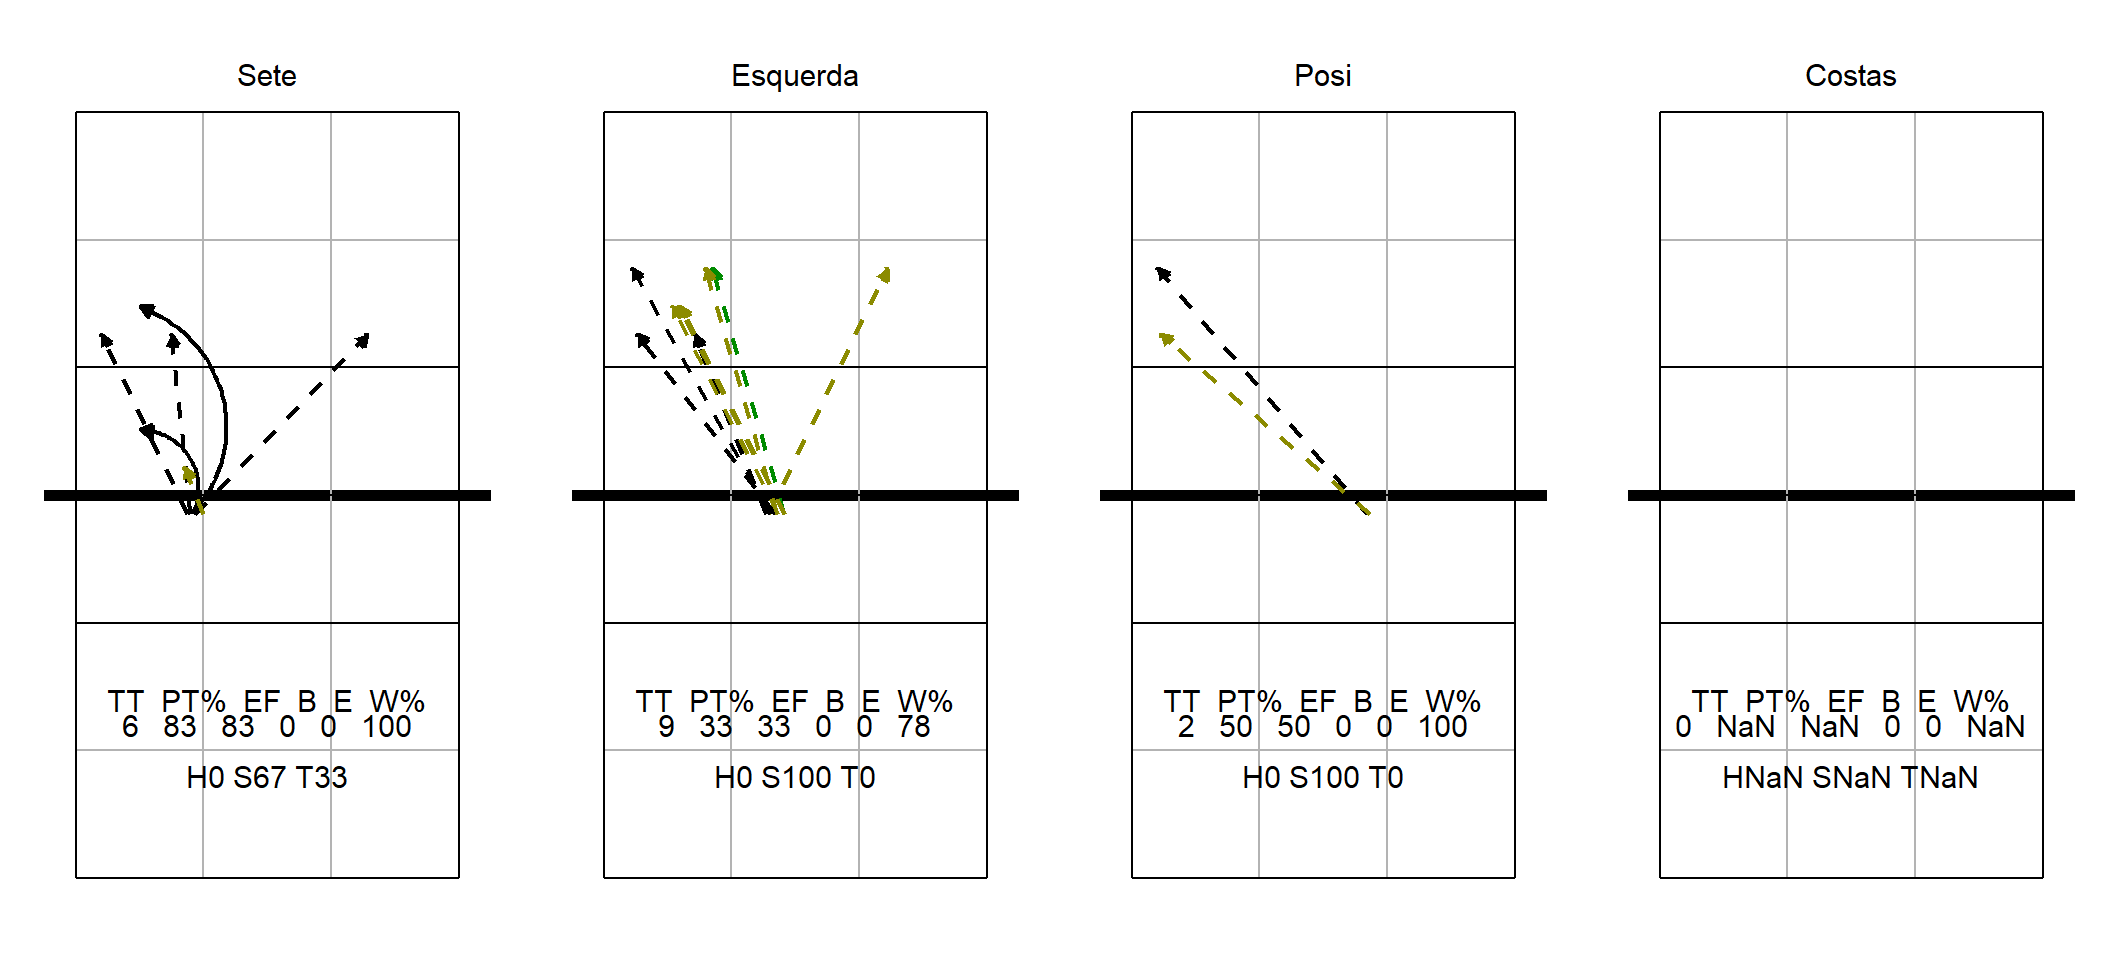 Sete
TT PT% EF B E W%
6 83 83 0 0 100
H0 S67 T33
Esquerda
TT PT% EF B E W%
9 33 33 0 0 78
H0 S100 T0
Posi
TT PT% EF B E W%
2 50 50 0 0 100
H0 S100 T0
Costas
TT PT% EF B E W%
0 NaN NaN 0 0 NaN
HNaN SNaN TNaN